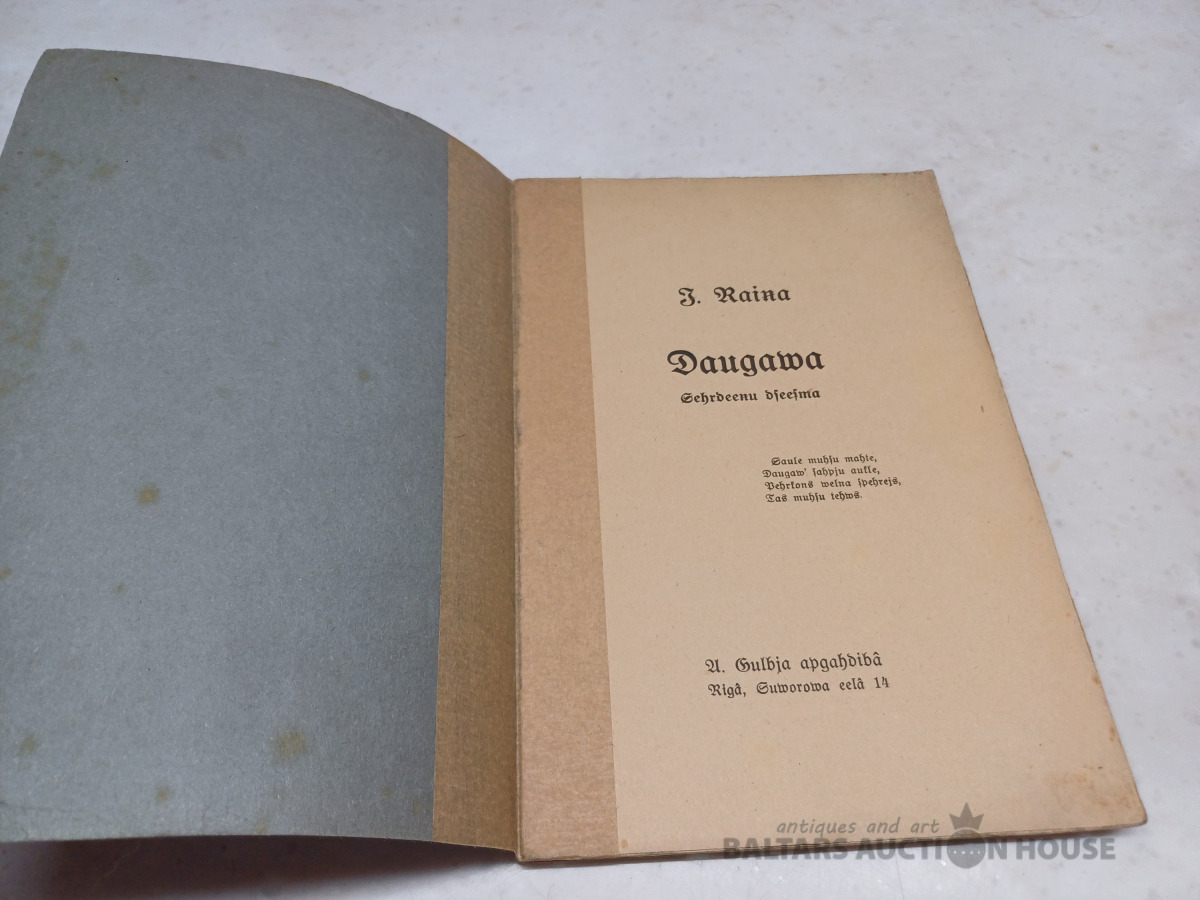 J. Raina
Daugawa
Sehrdeenu dſeeſma
Saule muhſu mahte,
Daugaw' ſahpju aukle,
Pehrkons welna ſpehrejs,
Tas muhſu tehws.
A. Gulbja apgahdibâ
Rigâ, Suworowa eelâ 14
antiques and art
BALTARS AUCTION HOUSE